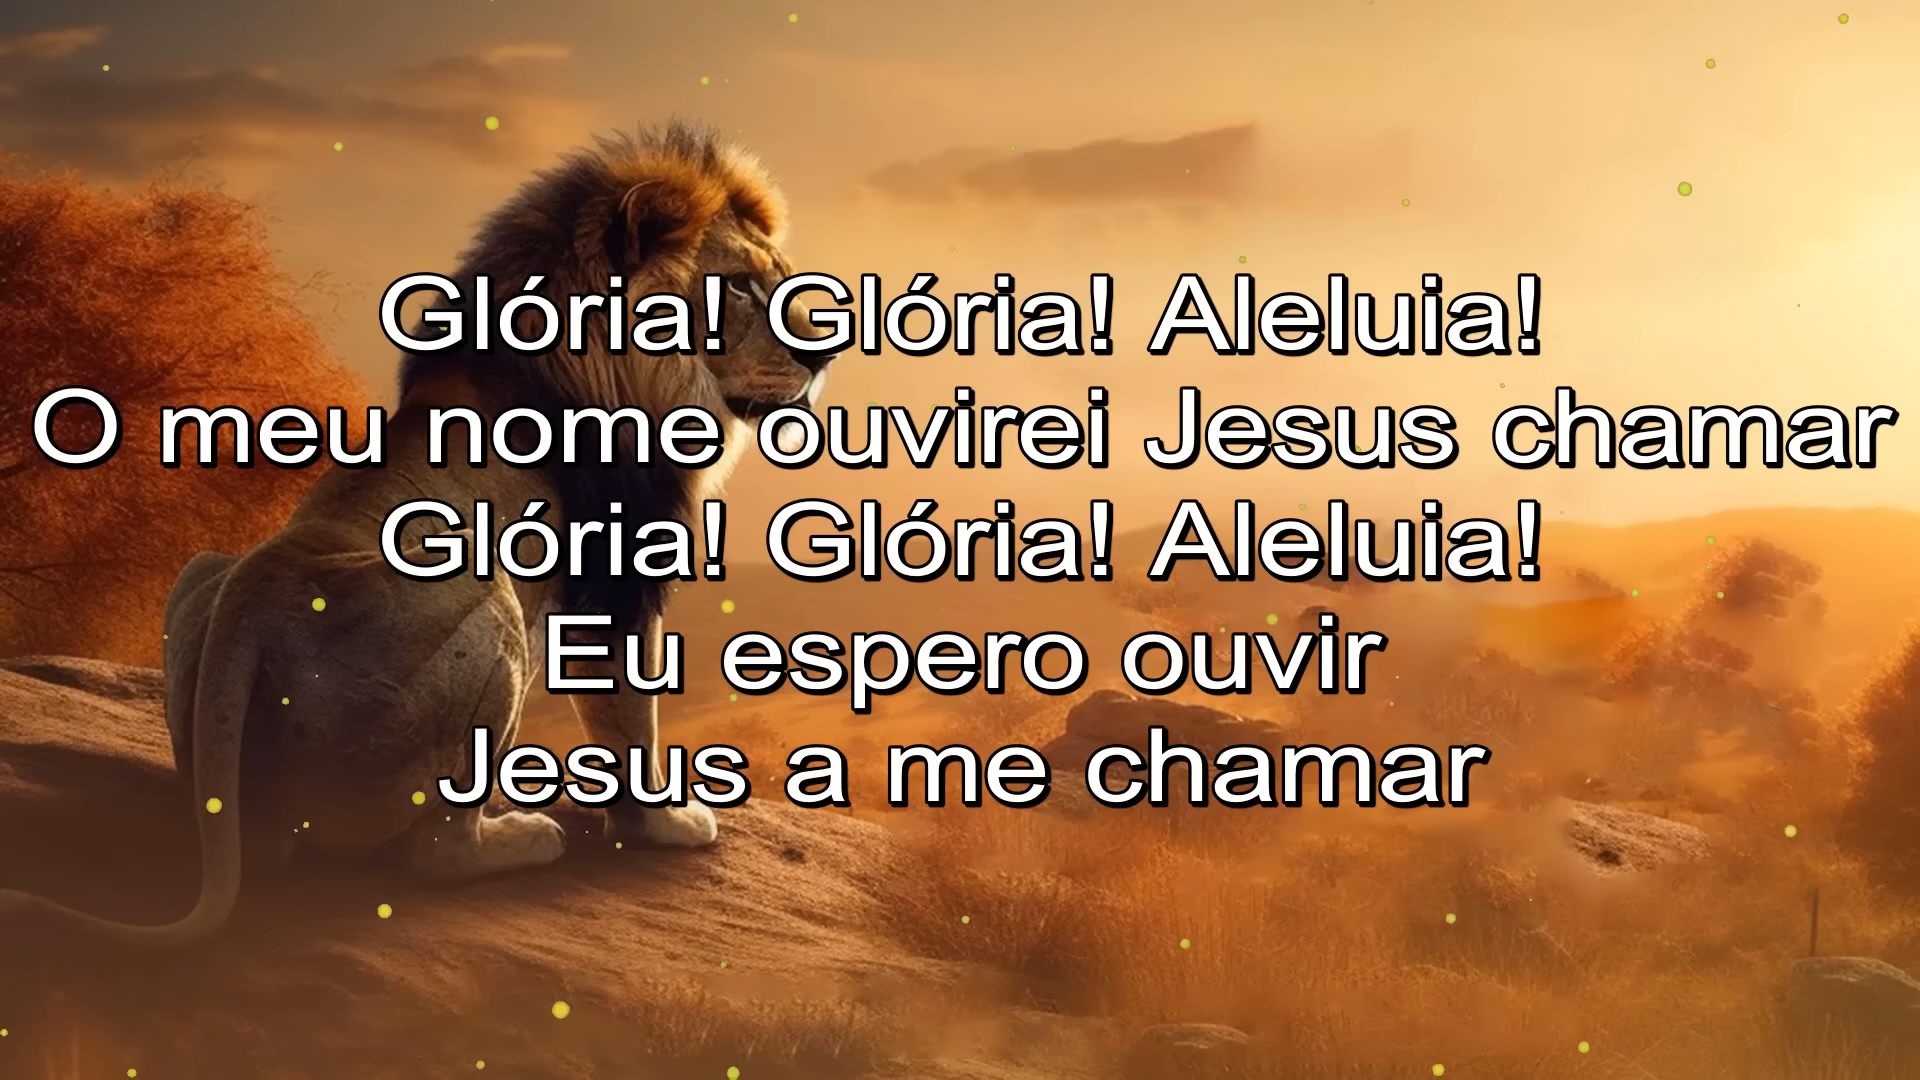 Glória! Glória! Aleluia!
O meu nome ouvirei Jesus chamar
Glória! Glória! Aleluia!
Eu espero ouvir
Jesus a me chamar